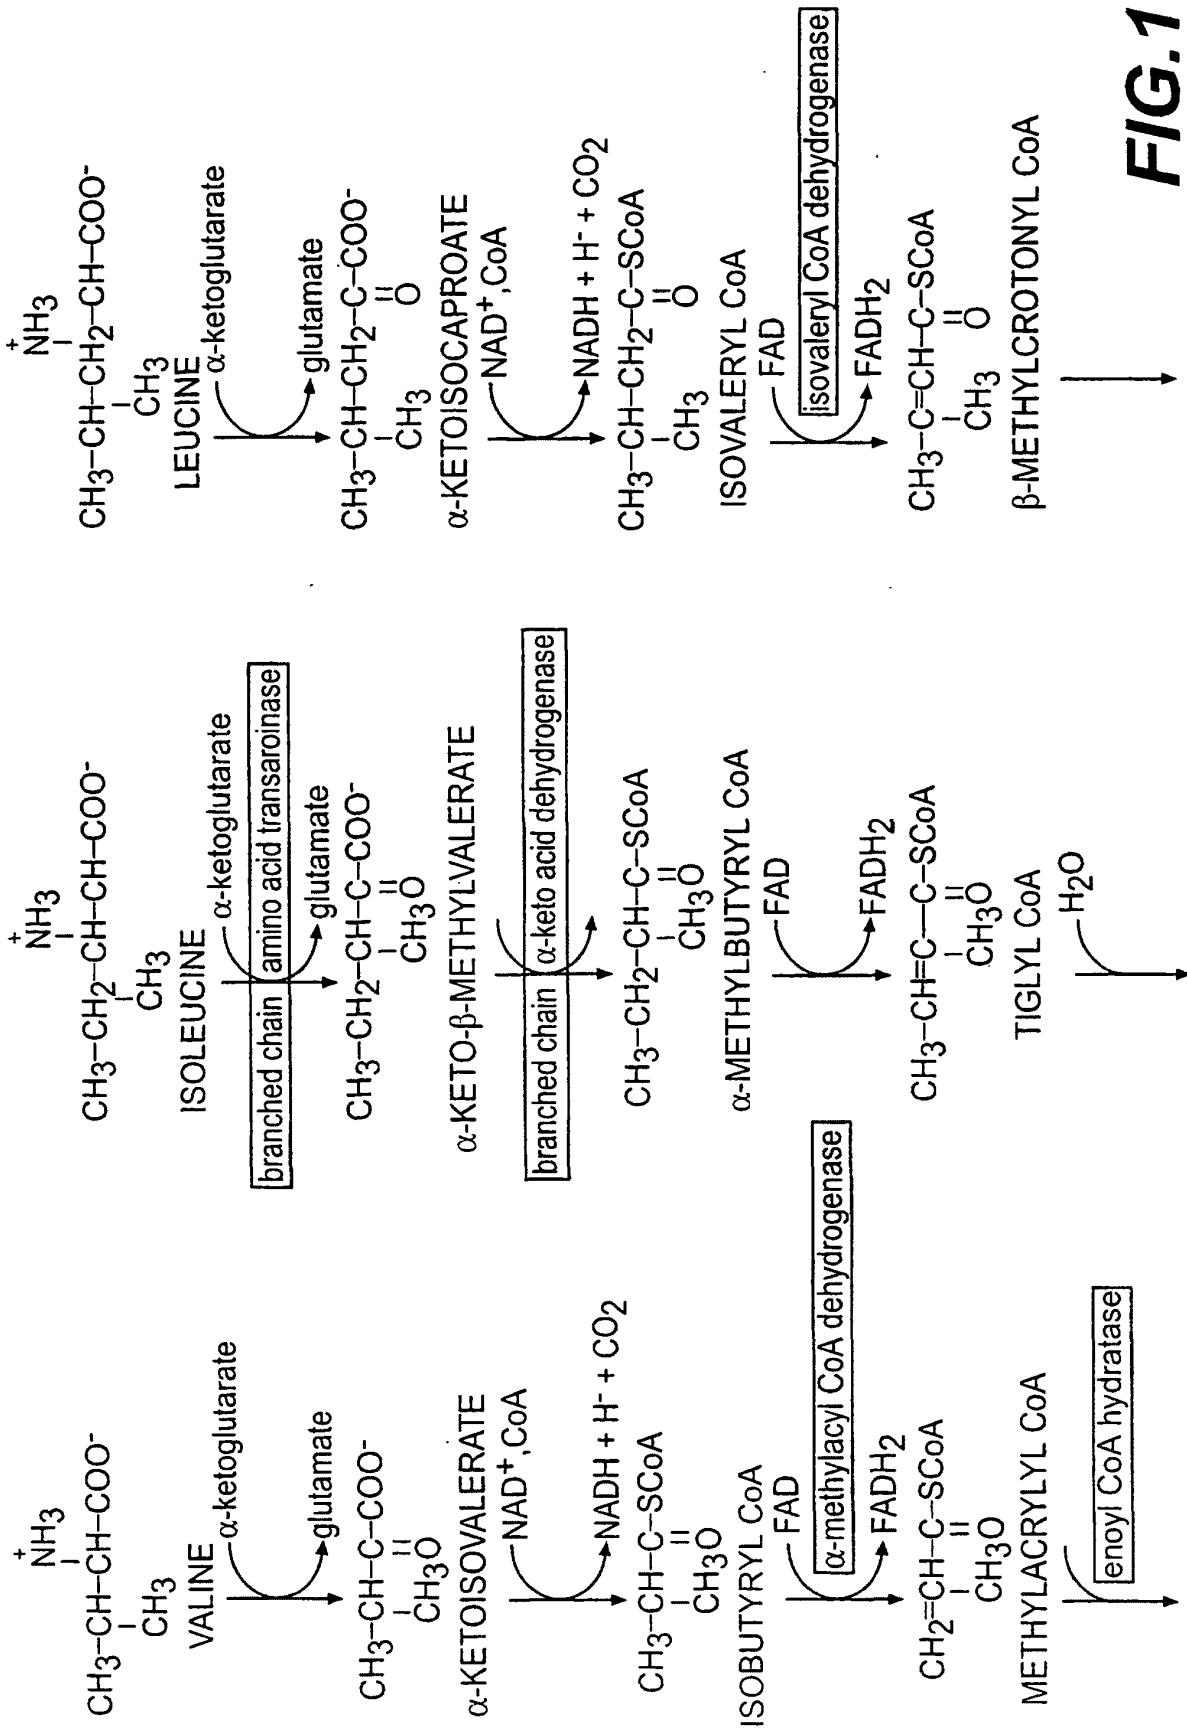 NH3+
CH3–CH–CH–COO-
CH3
VALINE
α-ketoglutarate
glutamate
CH3–CH–C–COO-
CH3O
α-KETOISOVALERATE
NAD+,CoA
NADH + H- + CO2
CH3–CH–C–SCoA
CH3O
ISOBUTYRYL CoA
FAD
α-methylacyl CoA dehydrogenase
FADH2
CH2=CH–C–SCoA
CH3O
METHYLACRYLYL CoA
enoyl CoA hydratase
NH3+
CH3–CH2–CH–CH–COO-
CH3
ISOLEUCINE
α-ketoglutarate
branched chain amino acid transaroinase
glutamate
CH3–CH2–CH–C–COO-
CH3O
α-KETO-β-METHYLVALERATE
branched chain α-keto acid dehydrogenase
CH3–CH2–CH–C–SCoA
CH3O
α-METHYLBUTYRYL CoA
FAD
FADH2
CH3–CH=C–C–SCoA
CH3O
TIGLYL CoA
H2O
NH3+
CH3–CH–CH2–CH–COO-
CH3
LEUCINE
α-ketoglutarate
glutamate
CH3–CH–CH2–C–COO-
CH3 O
α-KETOISOCAPROATE
NAD+,CoA
NADH + H- + CO2
CH3–CH–CH2–C–SCoA
CH3 O
ISOVALERYL CoA
FAD
isovaleryl CoA dehydrogenase
FADH2
CH3–C=CH–C–SCoA
CH3 O
β-METHYLCROTONYL CoA
FIG.1